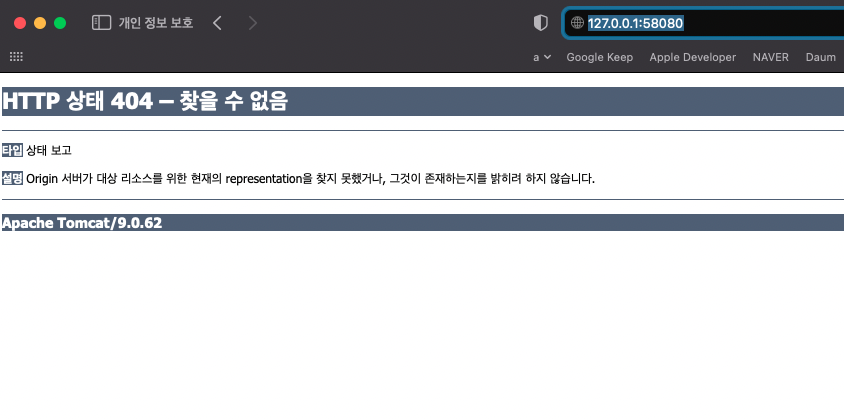 개인 정보 보호
127.0.0.1:58080
a Google Keep Apple Developer NAVER Daum
HTTP 상태 404 – 찾을 수 없음
타입 상태 보고
설명 Origin 서버가 대상 리소스를 위한 현재의 representation을 찾지 못했거나, 그것이 존재하는지를 밝히려 하지 않습니다.
Apache Tomcat/9.0.62